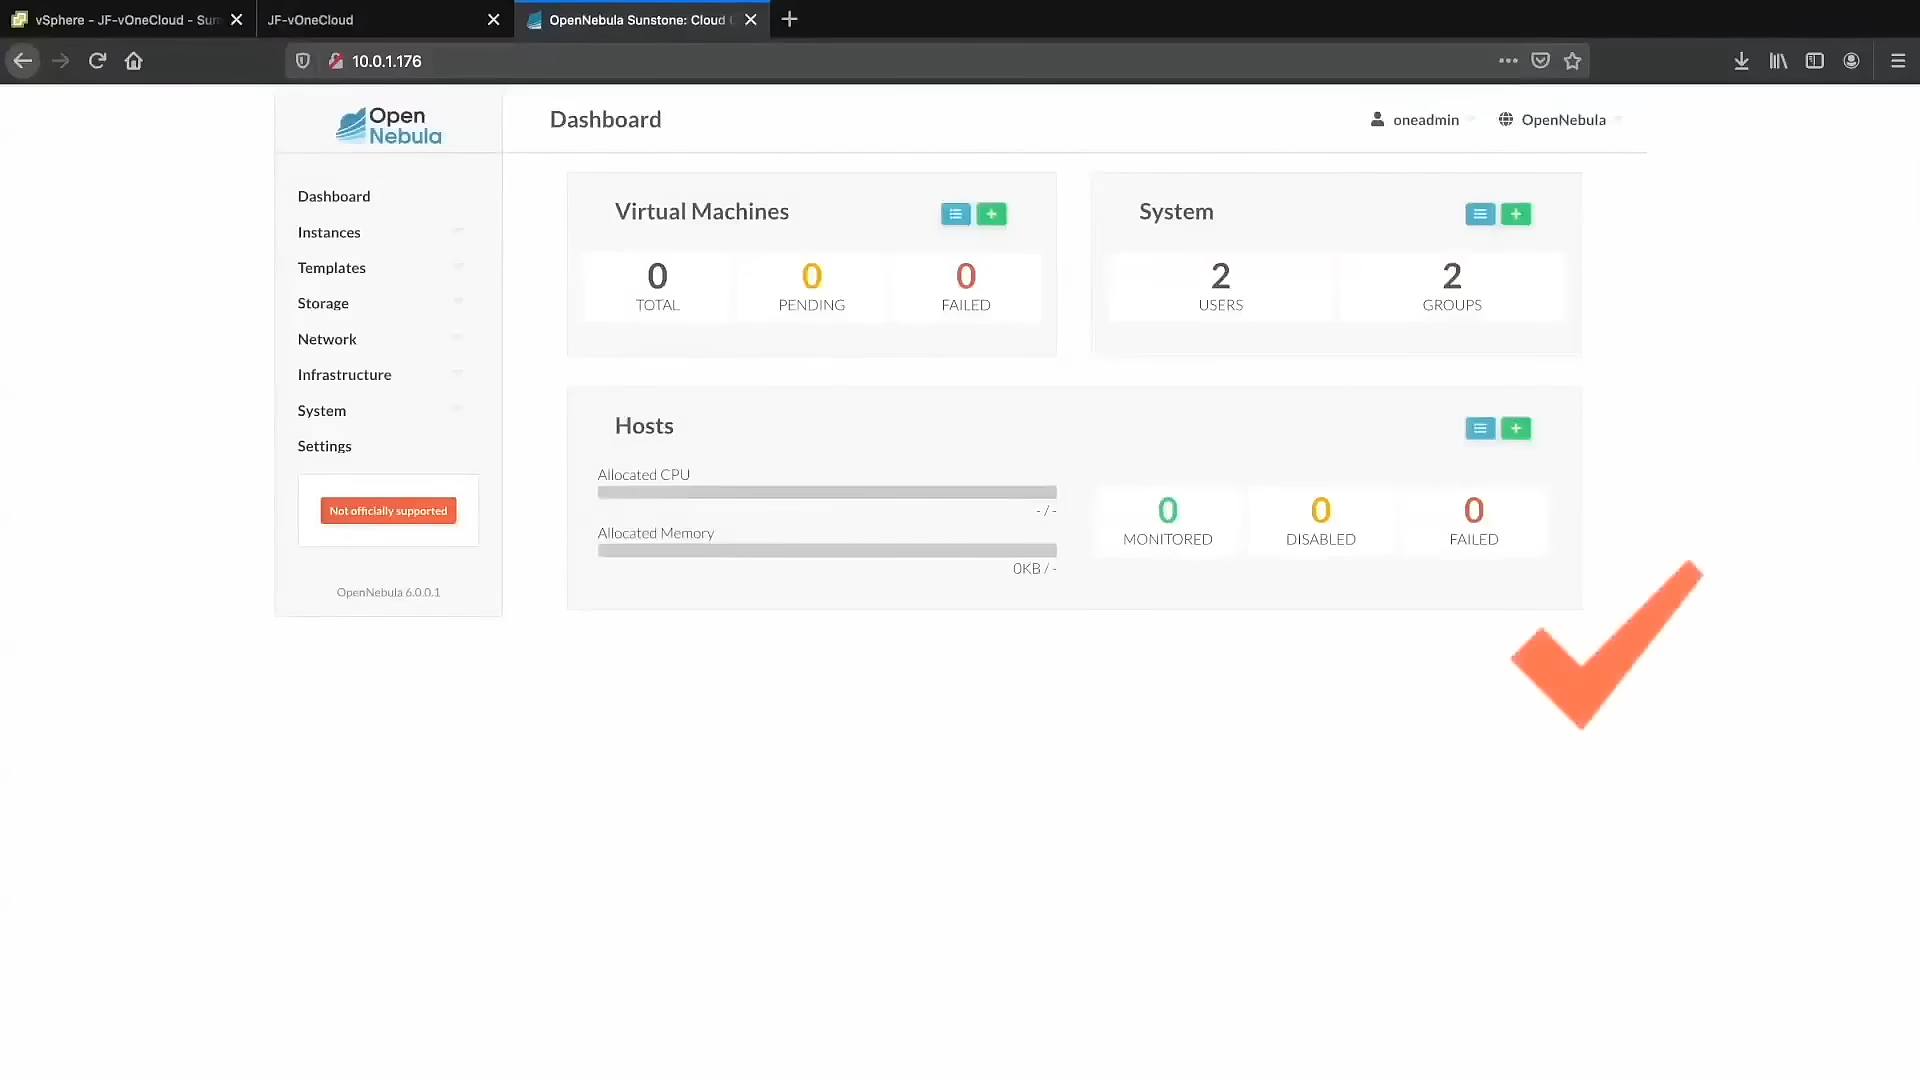 vSphere - JF-vOneCloud - Sum
JF-vOneCloud
OpenNebula Sunstone: Cloud
10.0.1.176
Open
Nebula
Dashboard
oneadmin
OpenNebula
Dashboard
Instances
Templates
Storage
Network
Infrastructure
System
Settings
Not officially supported
OpenNebula 6.0.0.1
Virtual Machines
0
TOTAL
0
PENDING
0
FAILED
System
2
USERS
2
GROUPS
Hosts
Allocated CPU
- / -
Allocated Memory
0KB / -
0
MONITORED
0
DISABLED
0
FAILED